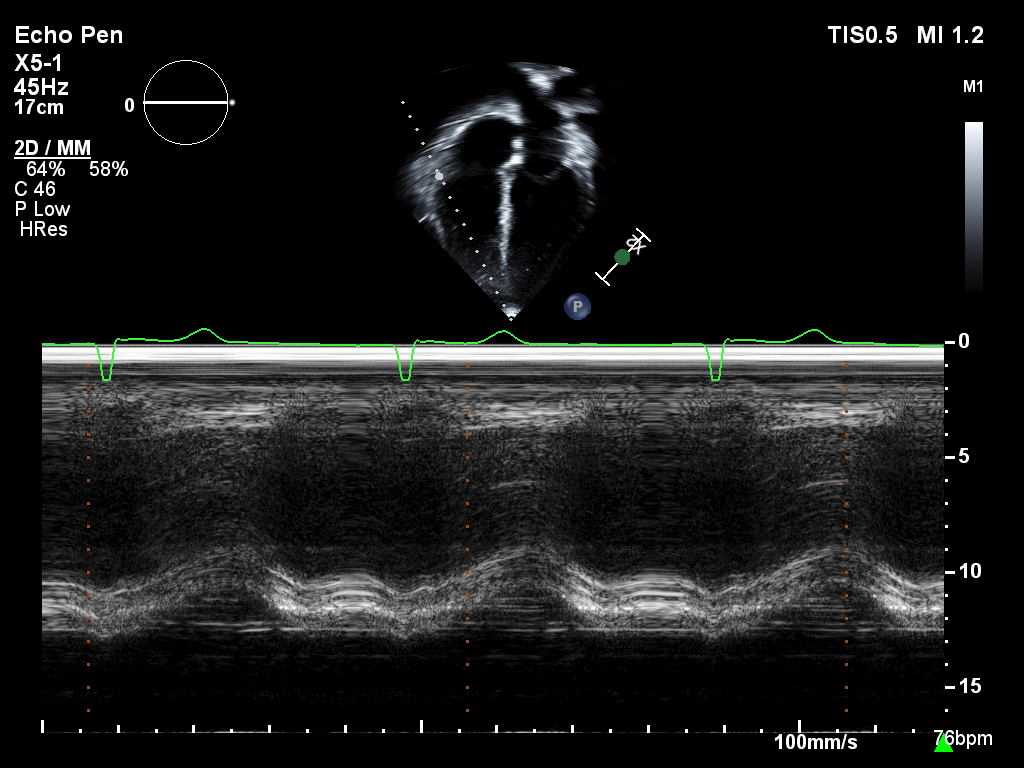 Echo Pen
TIS0.5 MI 1.2
X5-1
45Hz
17cm
0
M1
2D / MM
64% 58%
C 46
P Low
HRes
P
0
5
10
15
100mm/s
76bpm